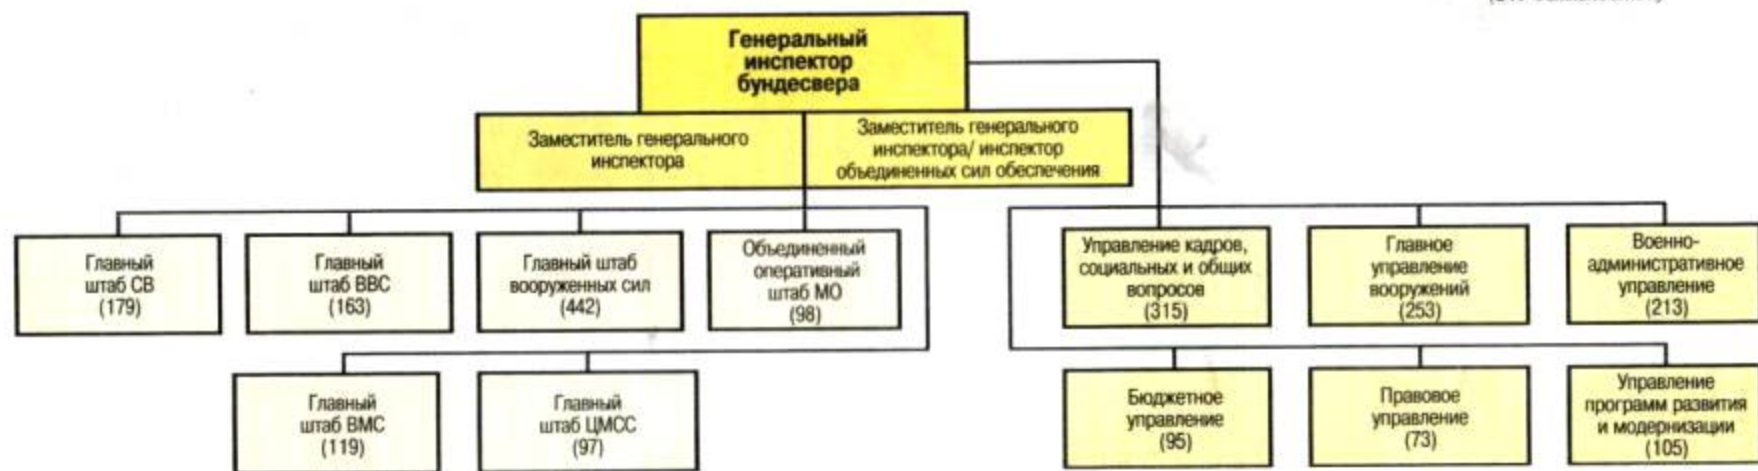 Генеральный
инспектор
бундесвера
Заместитель генерального
инспектора
Заместитель генерального
инспектора/ инспектор
объединенных сил обеспечения
Главный
штаб СВ
(179)
Главный
штаб ВВС
(163)
Главный штаб
вооруженных сил
(442)
Объединенный
оперативный
штаб МО
(98)
Управление кадров,
социальных и общих
вопросов
(315)
Главное
управление
вооружений
(253)
Военно-
административное
управление
(213)
Главный
штаб ВМС
(119)
Главный
штаб ЦМСС
(97)
Бюджетное
управление
(95)
Правовое
управление
(73)
Управление
программ развития
и модернизации
(105)